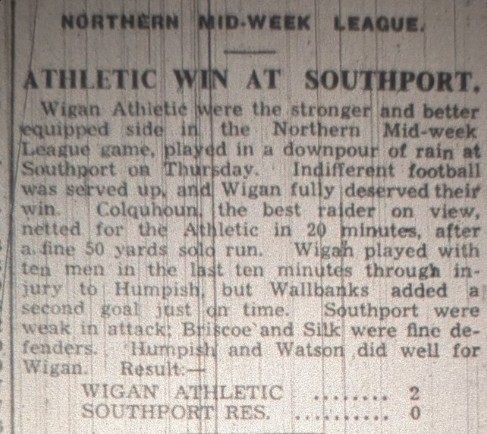 NORTHERN MID-WEEK LEAGUE.
ATHLETIC WIN AT SOUTHPORT.
Wigan Athletic were the stronger and better
equipped side in the Northern Mid-week
League game, played in a downpour of rain at
Southport on Thursday. Indifferent football
was served up, and Wigan fully deserved their
win. Colquhoun, the best raider on view,
netted for the Athletic in 20 minutes, after
a fine 50 yards solo run. Wigan played with
ten men in the last ten minutes through in-
jury to Humpish, but Wallbanks added a
second goal just on time. Southport were
weak in attack; Briscoe and Silk were fine de-
fenders. Humpish and Watson did well for
Wigan. Result:—
WIGAN ATHLETIC ........ 2
SOUTHPORT RES. .......... 0